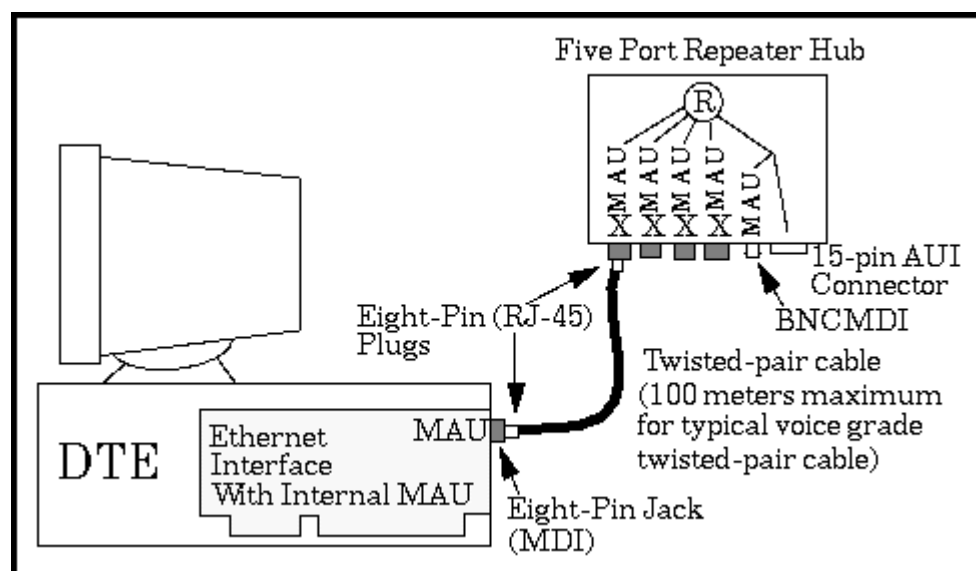 Five Port Repeater Hub
R
MAU
MAU
MAU
MAU
MAU
X
X
X
X
15-pin AUI
Connector
BNCMDI
Eight-Pin (RJ-45)
Plugs
Twisted-pair cable
(100 meters maximum
for typical voice grade
twisted-pair cable)
DTE
Ethernet
Interface
With Internal MAU
MAU
Eight-Pin Jack
(MDI)